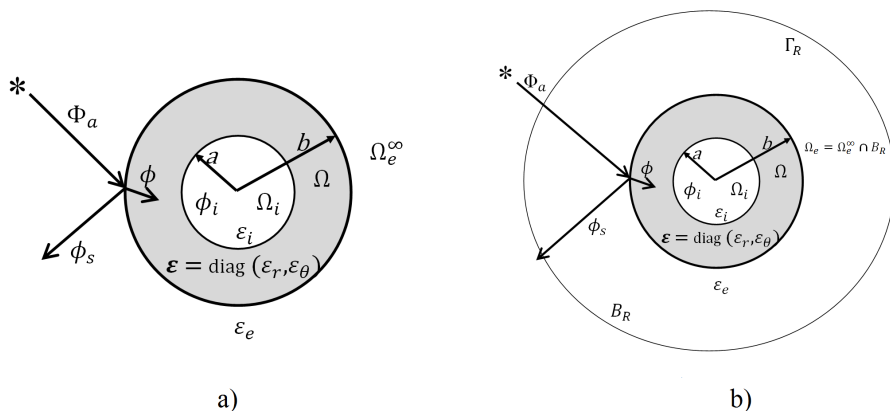 *
Φ_a
a
b
Ω_e^∞
ϕ
Ω
ϕ_i
Ω_i
ε_i
ϕ_s
𝜺 = diag (ε_r,ε_θ)
ε_e
a)
Γ_R
*
Φ_a
a
b
Ω_e = Ω_e^∞ ∩ B_R
ϕ
Ω
ϕ_i
Ω_i
ε_i
ϕ_s
𝜺 = diag (ε_r,ε_θ)
ε_e
B_R
b)